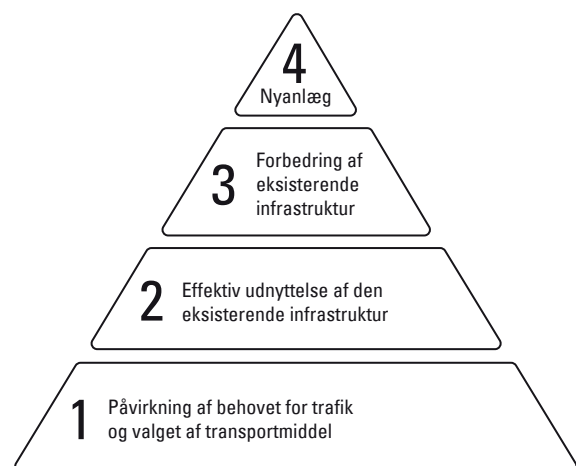 4
Nyanlæg
3
Forbedring af
eksisterende
infrastruktur
2
Effektiv udnyttelse af den
eksisterende infrastruktur
1
Påvirkning af behovet for trafik
og valget af transportmiddel